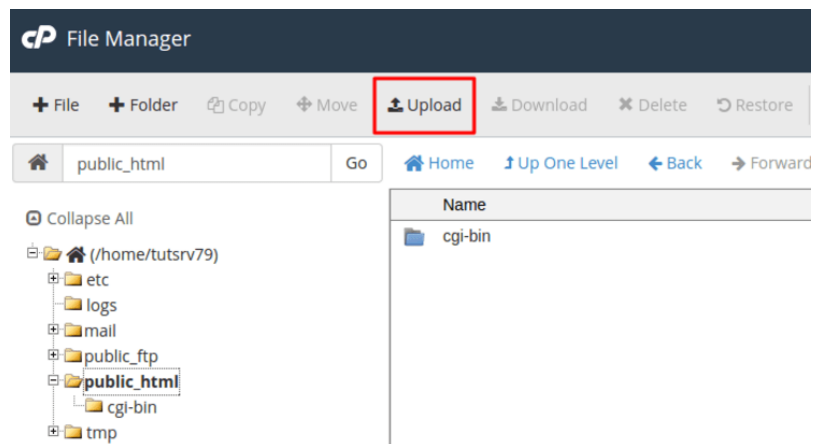 cP File Manager
File Folder Copy Move Upload Download Delete Restore
public_html Go Home Up One Level Back Forward
Collapse All
Name
cgi-bin
(/home/tutsrv79)
etc
logs
mail
public_ftp
public_html
cgi-bin
tmp